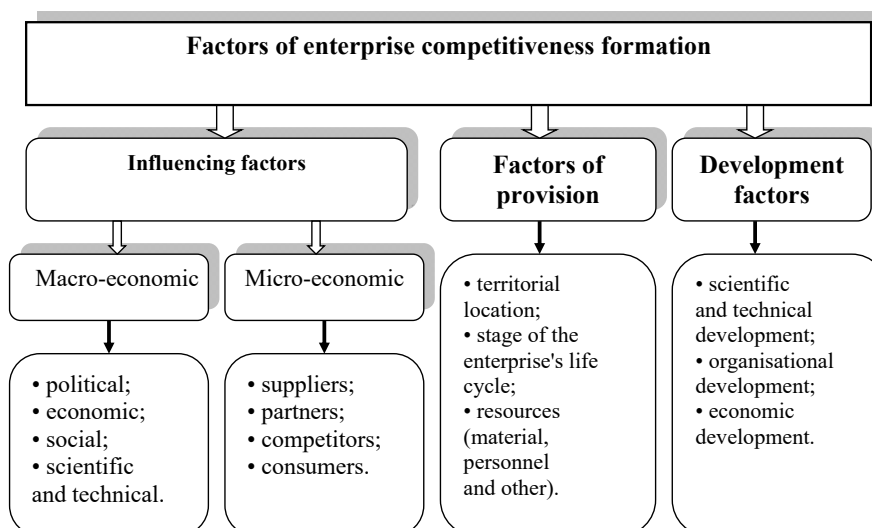 Factors of enterprise competitiveness formation
Influencing factors
Factors of
provision
Development
factors
Macro-economic
Micro-economic
• political;
• economic;
• social;
• scientific
and technical.
• suppliers;
• partners;
• competitors;
• consumers.
• territorial
location;
• stage of the
enterprise's life
cycle;
• resources
(material,
personnel
and other).
• scientific
and technical
development;
• organisational
development;
• economic
development.